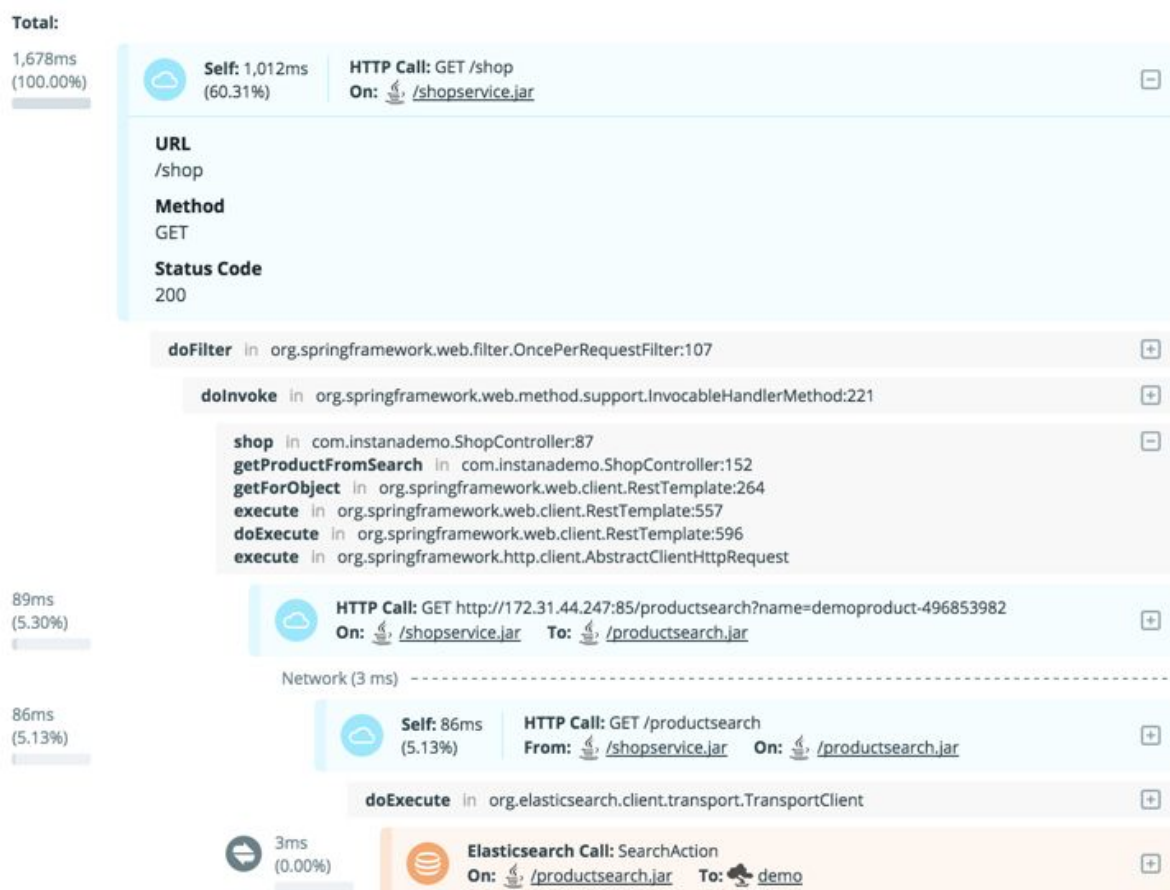 Total:
1,678ms
(100.00%)
Self: 1,012ms
(60.31%)
HTTP Call: GET /shop
On: /shopservice.jar
URL
/shop
Method
GET
Status Code
200
doFilter in org.springframework.web.filter.OncePerRequestFilter:107
doInvoke in org.springframework.web.method.support.InvocableHandlerMethod:221
shop in com.instanademo.ShopController:87
getProductFromSearch in com.instanademo.ShopController:152
getForObject in org.springframework.web.client.RestTemplate:264
execute in org.springframework.web.client.RestTemplate:557
doExecute in org.springframework.web.client.RestTemplate:596
execute in org.springframework.http.client.AbstractClientHttpRequest
89ms
(5.30%)
HTTP Call: GET http://172.31.44.247:85/productsearch?name=demoproduct-496853982
On: /shopservice.jar To: /productsearch.jar
Network (3 ms)
86ms
(5.13%)
Self: 86ms
(5.13%)
HTTP Call: GET /productsearch
From: /shopservice.jar On: /productsearch.jar
doExecute in org.elasticsearch.client.transport.TransportClient
3ms
(0.00%)
Elasticsearch Call: SearchAction
On: /productsearch.jar To: demo